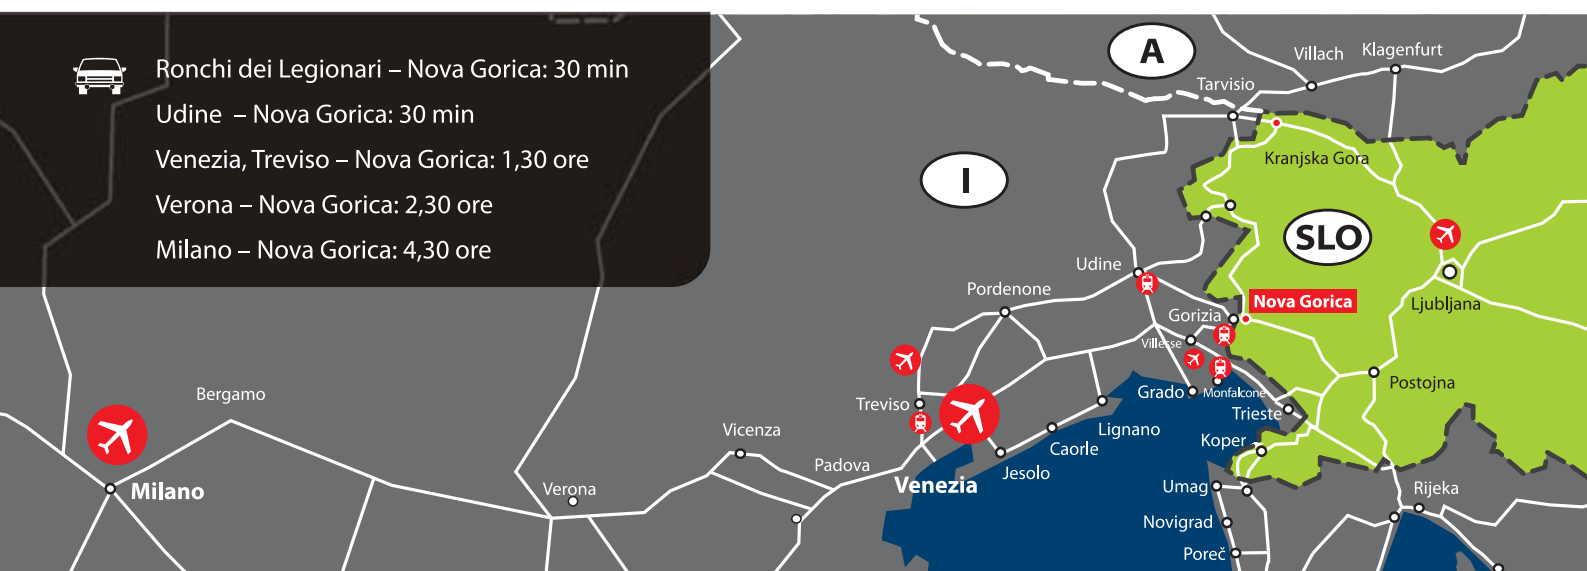 Ronchi dei Legionari – Nova Gorica: 30 min
Udine – Nova Gorica: 30 min
Venezia, Treviso – Nova Gorica: 1,30 ore
Verona – Nova Gorica: 2,30 ore
Milano – Nova Gorica: 4,30 ore
A
Villach
Klagenfurt
Tarvisio
Kranjska Gora
I
SLO
Udine
Pordenone
Nova Gorica
Ljubljana
Gorizia
Villesse
Postojna
Grado
Monfalcone
Trieste
Treviso
Bergamo
Lignano
Vicenza
Caorle
Koper
Padova
Jesolo
Venezia
Milano
Verona
Umag
Rijeka
Novigrad
Poreč